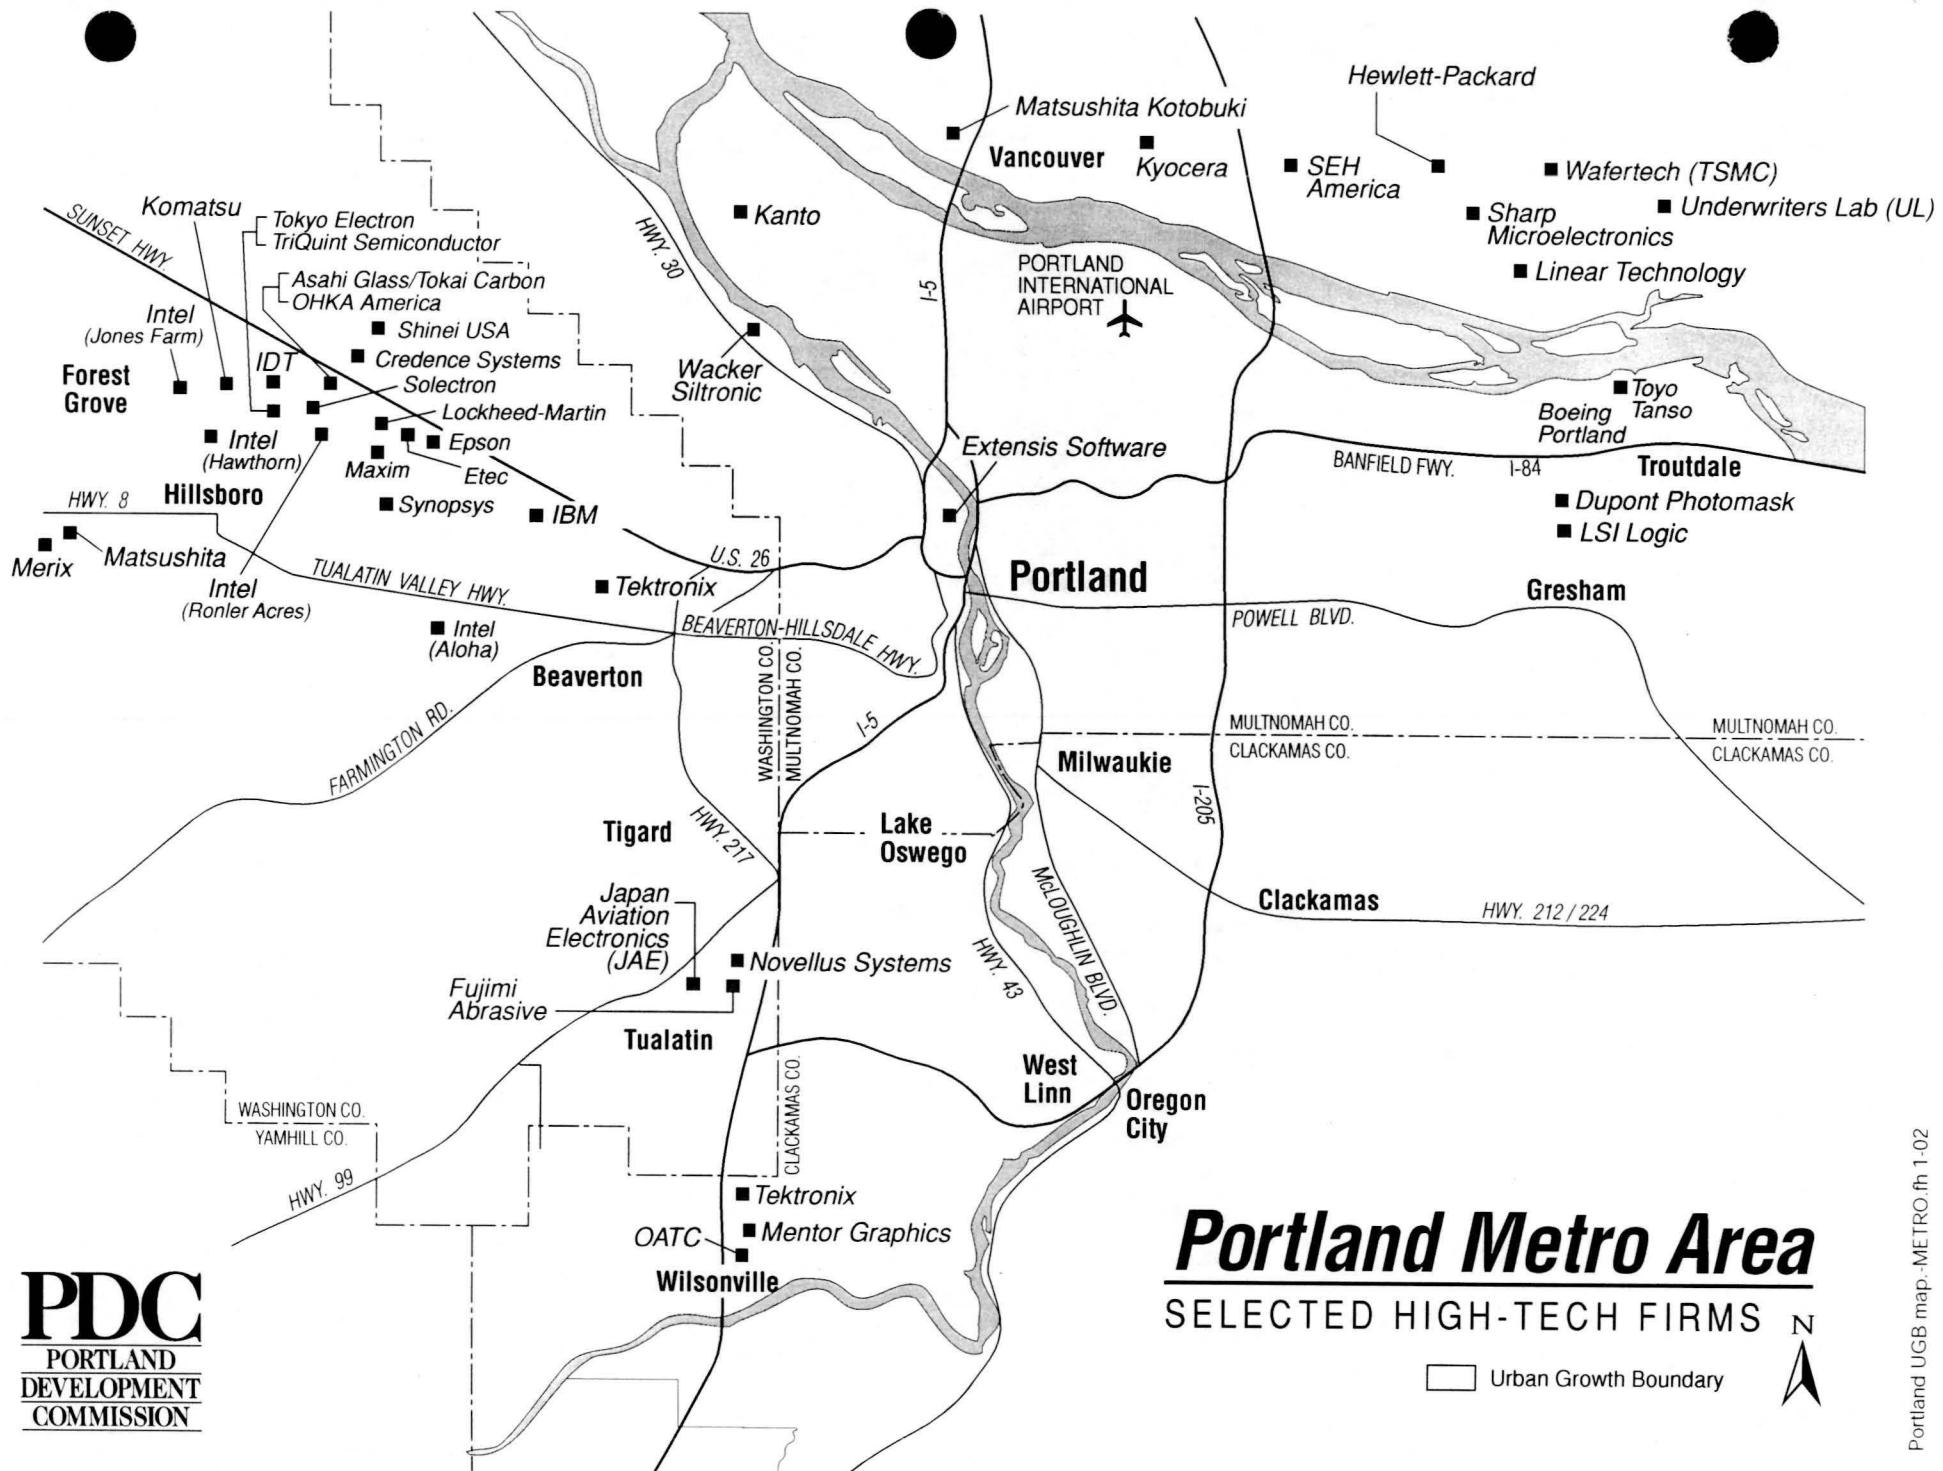 Hewlett-Packard
Matsushita Kotobuki
Vancouver
Kyocera
SEH
America
Wafertech (TSMC)
Sharp
Microelectronics
Underwriters Lab (UL)
Linear Technology
Komatsu
Tokyo Electron
TriQuint Semiconductor
SUNSET HWY.
Asahi Glass/Tokai Carbon
OHKA America
Kanto
HWY. 30
I-5
PORTLAND
INTERNATIONAL
AIRPORT
Intel
(Jones Farm)
Shinei USA
IDT
Credence Systems
Forest
Grove
Solectron
Wacker
Siltronic
Lockheed-Martin
Toyo
Tanso
Boeing
Portland
Intel
(Hawthorn)
Epson
Maxim
Etec
Extensis Software
BANFIELD FWY.
I-84
Troutdale
HWY. 8
Hillsboro
Synopsys
IBM
Dupont Photomask
LSI Logic
Merix
Matsushita
Intel
(Ronler Acres)
TUALATIN VALLEY HWY.
U.S. 26
Tektronix
Portland
Gresham
Intel
(Aloha)
BEAVERTON-HILLSDALE HWY.
POWELL BLVD.
Beaverton
WASHINGTON CO.
MULTNOMAH CO.
FARMINGTON RD.
I-5
MULTNOMAH CO.
CLACKAMAS CO.
MULTNOMAH CO.
CLACKAMAS CO.
Milwaukie
I-205
Tigard
HWY. 217
Lake
Oswego
McLOUGHLIN BLVD.
Clackamas
HWY. 212 / 224
Japan
Aviation
Electronics
(JAE)
Novellus Systems
HWY. 43
Fujimi
Abrasive
Tualatin
West
Linn
Oregon
City
CLACKAMAS CO.
WASHINGTON CO.
YAMHILL CO.
HWY. 99
Tektronix
OATC
Mentor Graphics
Wilsonville
Portland Metro Area
SELECTED HIGH-TECH FIRMS
N
Urban Growth Boundary
PDC
PORTLAND
DEVELOPMENT
COMMISSION
Portland UGB map.-METRO.fh 1-02